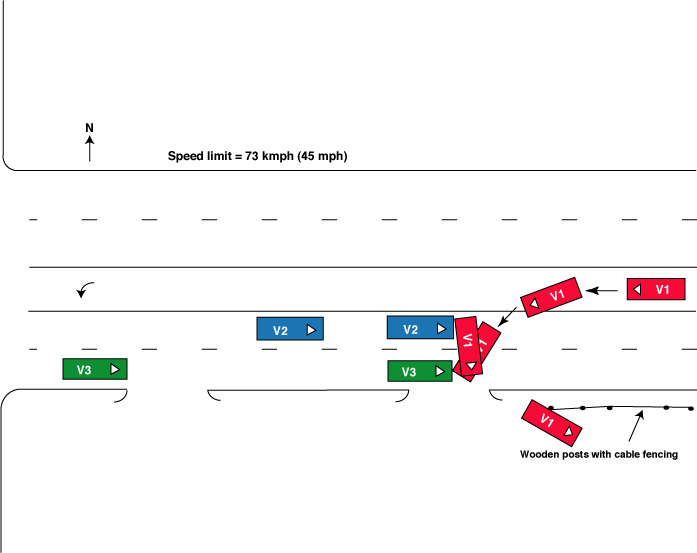 N
Speed limit = 73 kmph (45 mph)
V1
V1
V2
V2
V1
V1
V3
V3
V1
Wooden posts with cable fencing